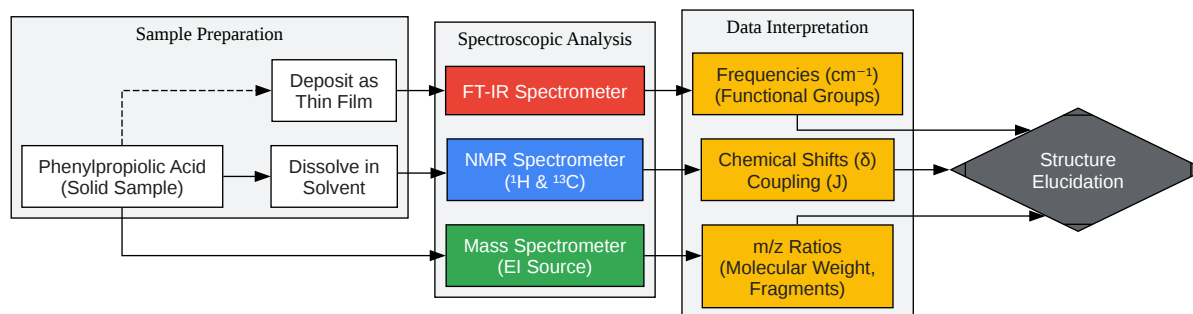 Sample Preparation
Deposit as
Thin Film
Phenylpropiolic Acid
(Solid Sample)
Dissolve in
Solvent
Spectroscopic Analysis
FT-IR Spectrometer
NMR Spectrometer
(¹H & ¹³C)
Mass Spectrometer
(EI Source)
Data Interpretation
Frequencies (cm⁻¹)
(Functional Groups)
Chemical Shifts (δ)
Coupling (J)
m/z Ratios
(Molecular Weight,
Fragments)
Structure
Elucidation